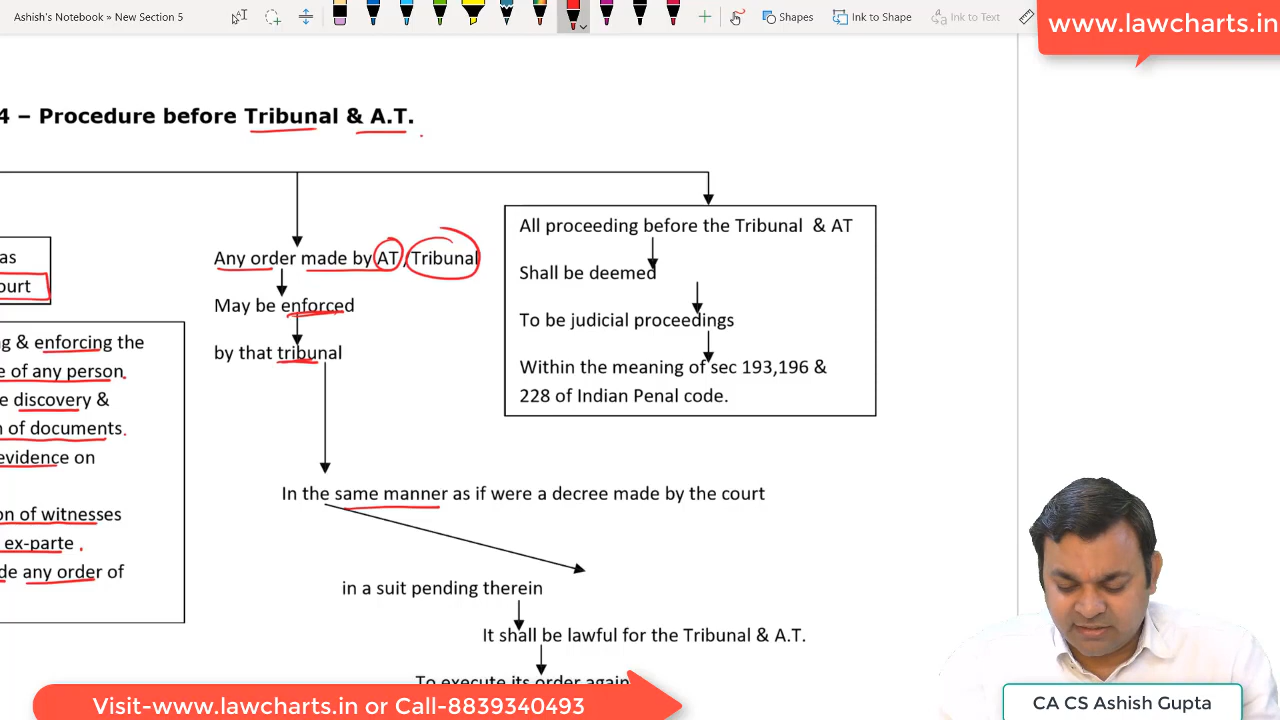 Ashish's Notebook » New Section 5
Shapes
Ink to Shape
Ink to Text
www.lawcharts.in
4 – Procedure before Tribunal & A.T.
as
ourt
g & enforcing the
e of any person.
e discovery &
n of documents.
evidence on
on of witnesses
ex-parte .
de any order of
Any order made by AT /Tribunal
May be enforced
by that tribunal
In the same manner as if were a decree made by the court
in a suit pending therein
It shall be lawful for the Tribunal & A.T.
To execute its order again
All proceeding before the Tribunal & AT
Shall be deemed
To be judicial proceedings
Within the meaning of sec 193,196 &
228 of Indian Penal code.
Visit-www.lawcharts.in or Call-8839340493
CA CS Ashish Gupta